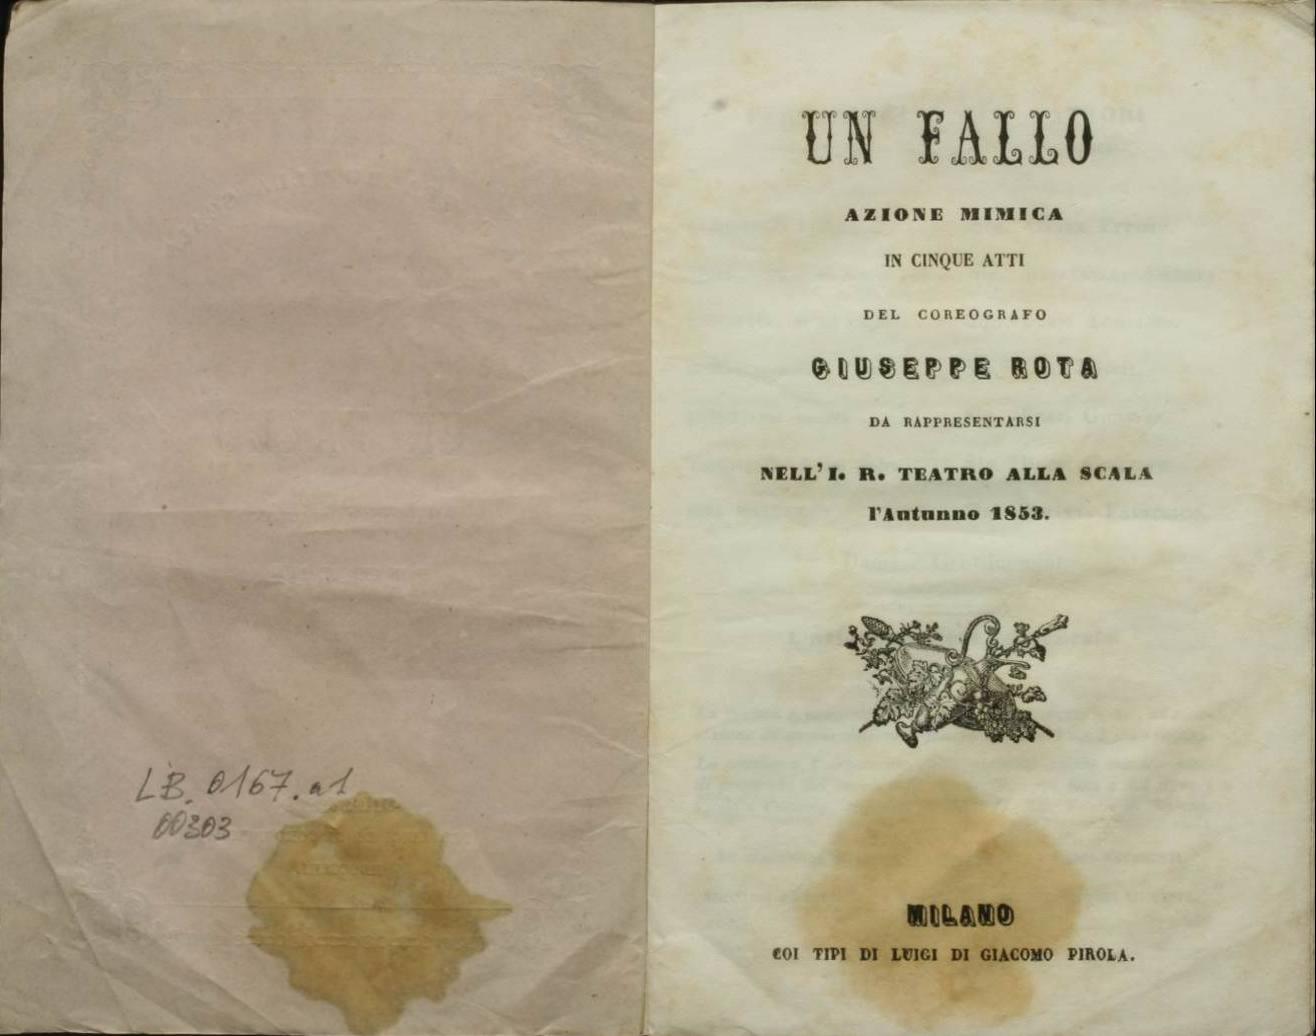 LB. 0167. a1
00303
UN FALLO
AZIONE MIMICA
IN CINQUE ATTI
DEL COREOGRAFO
GIUSEPPE ROTA
DA RAPPRESENTARSI
NELL' I. R. TEATRO ALLA SCALA
l'Autunno 1853.
MILANO
COI TIPI DI LUIGI DI GIACOMO PIROLA.